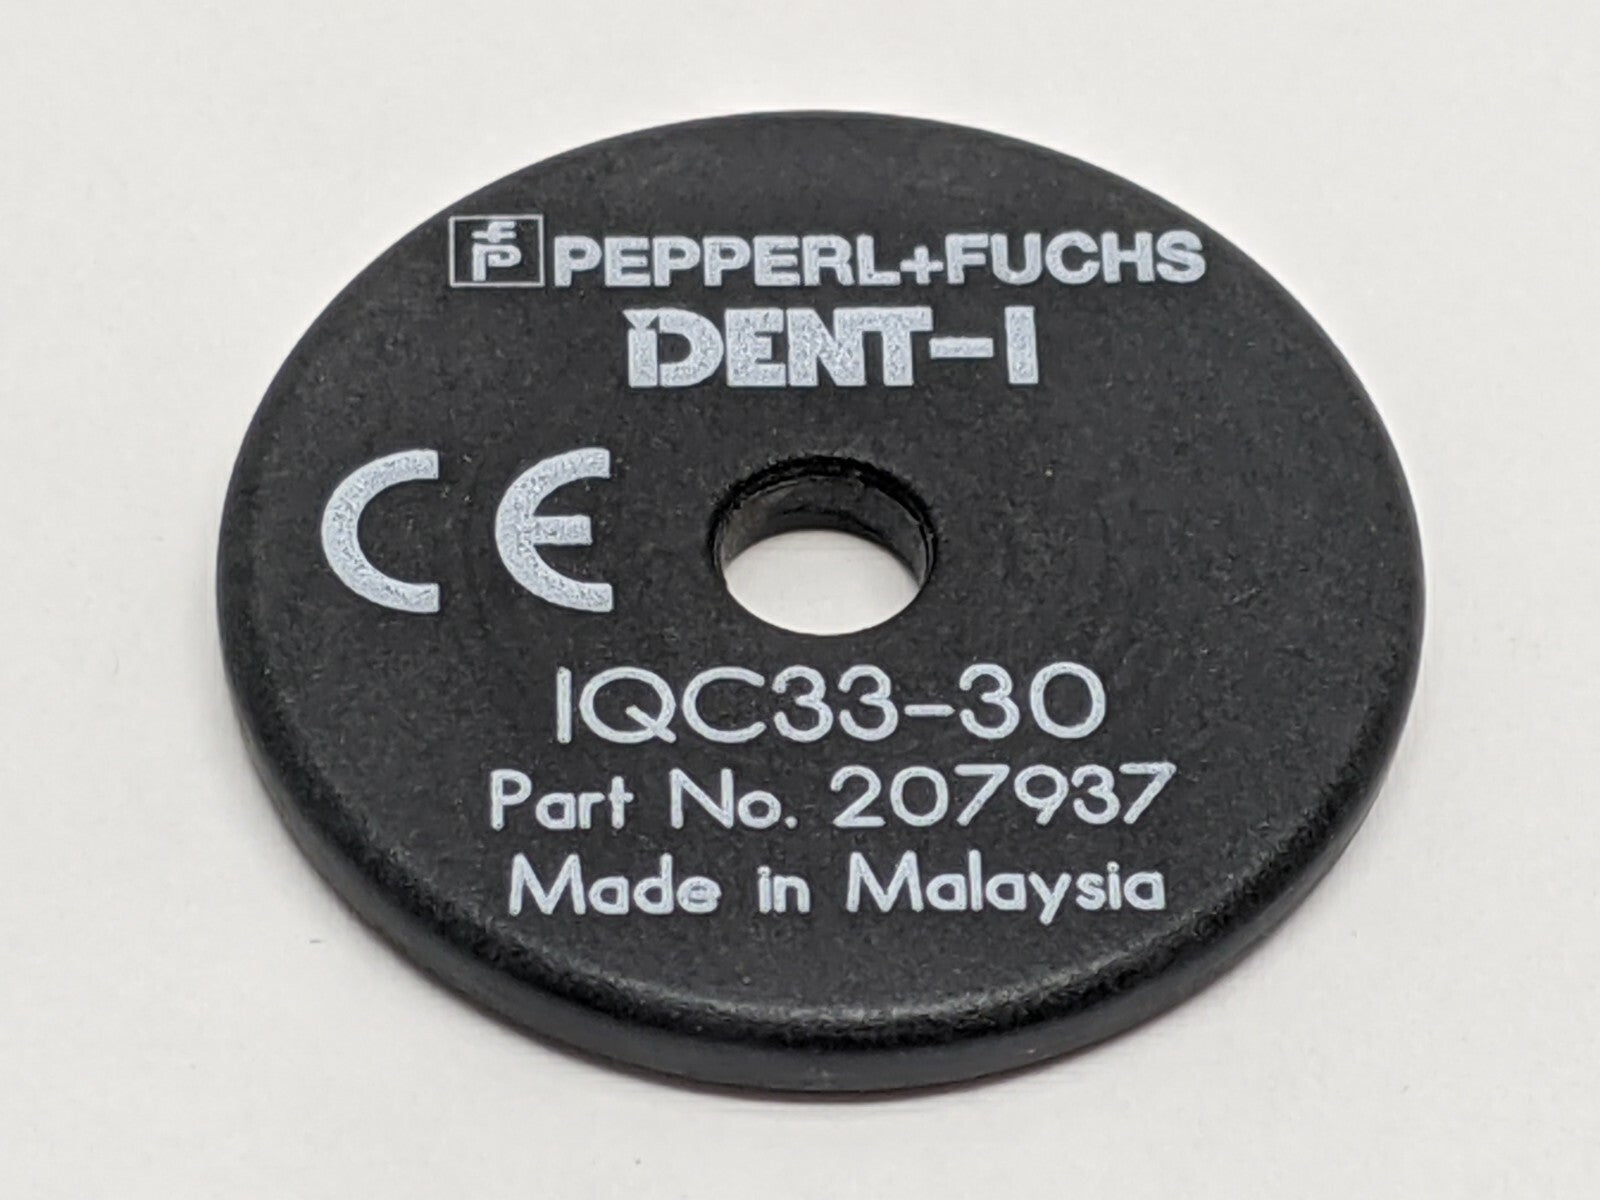 PEPPERL+FUCHS
IDENT-I
CE
IQC33-30
Part No. 207937
Made in Malaysia